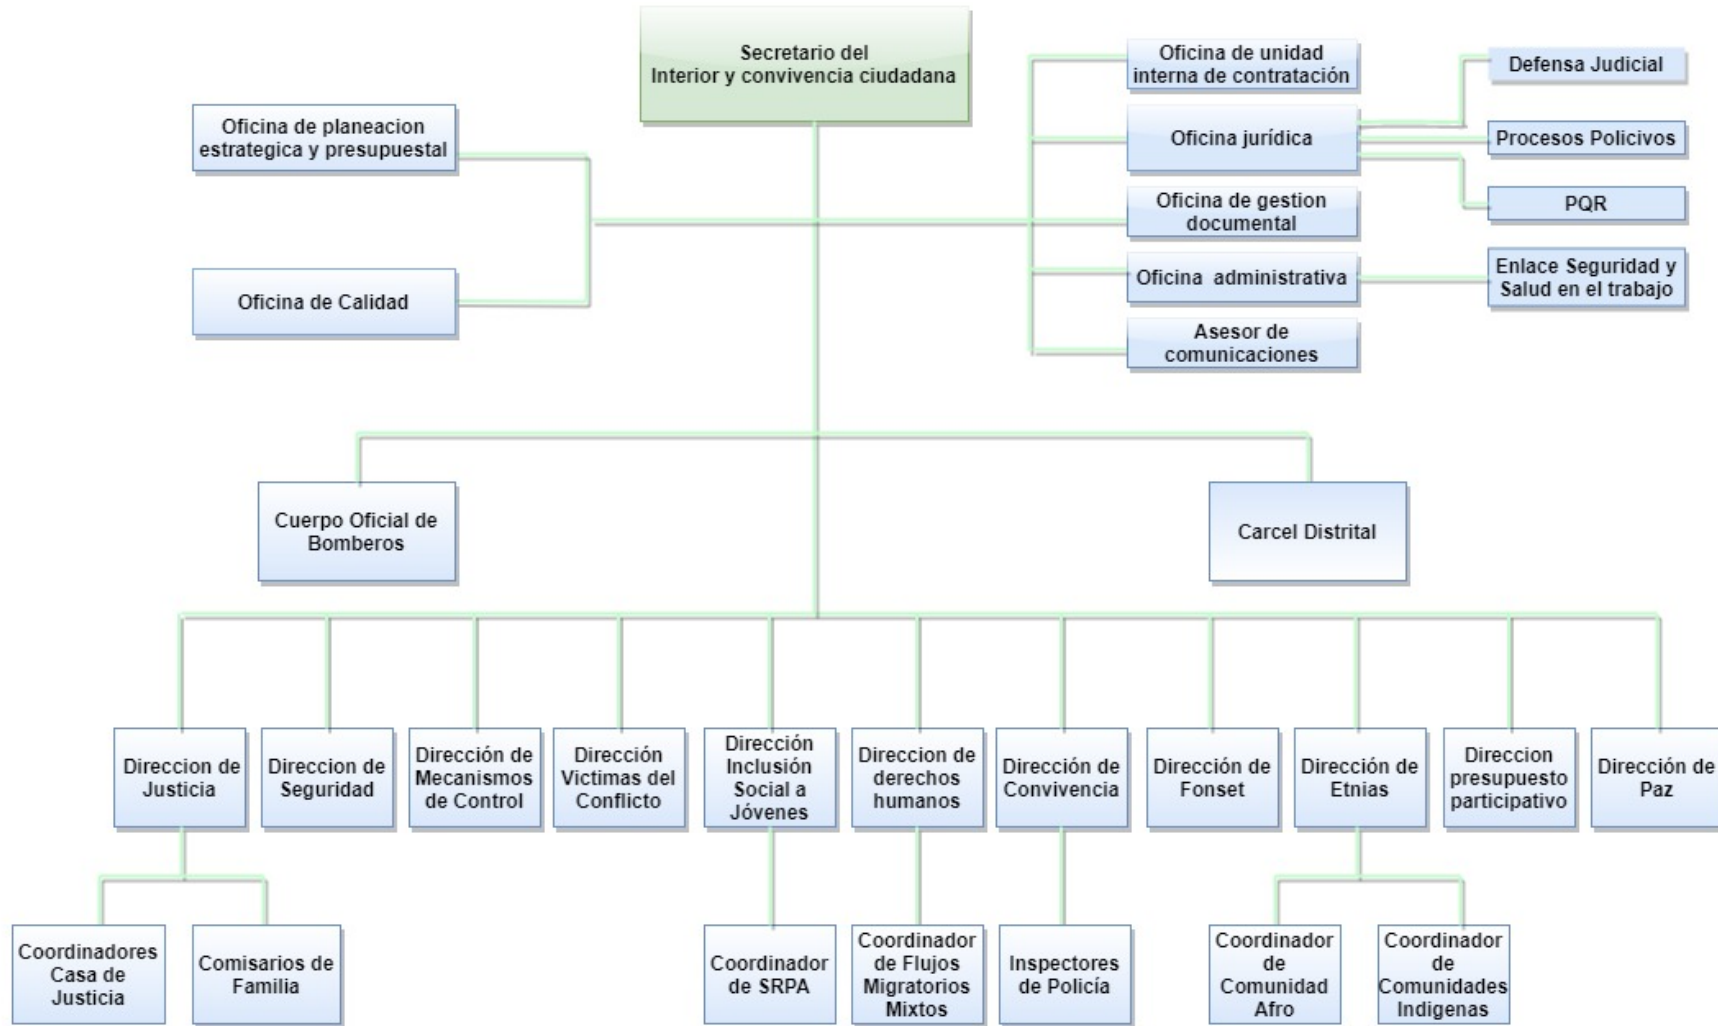 Secretario del
Interior y convivencia ciudadana
Oficina de planeacion
estrategica y presupuestal
Oficina de Calidad
Oficina de unidad
interna de contratación
Oficina jurídica
Oficina de gestion
documental
Oficina administrativa
Asesor de
comunicaciones
Defensa Judicial
Procesos Policivos
PQR
Enlace Seguridad y
Salud en el trabajo
Cuerpo Oficial de
Bomberos
Carcel Distrital
Direccion de
Justicia
Direccion de
Seguridad
Dirección de
Mecanismos
de Control
Dirección
Victimas del
Conflicto
Dirección
Inclusión
Social a
Jóvenes
Direccion de
derechos
humanos
Dirección de
Convivencia
Dirección de
Fonset
Dirección de
Etnias
Direccion
presupuesto
participativo
Dirección de
Paz
Coordinadores
Casa de
Justicia
Comisarios de
Familia
Coordinador
de SRPA
Coordinador
de Flujos
Migratorios
Mixtos
Inspectores
de Policía
Coordinador
de
Comunidad
Afro
Coordinador
de
Comunidades
Indigenas